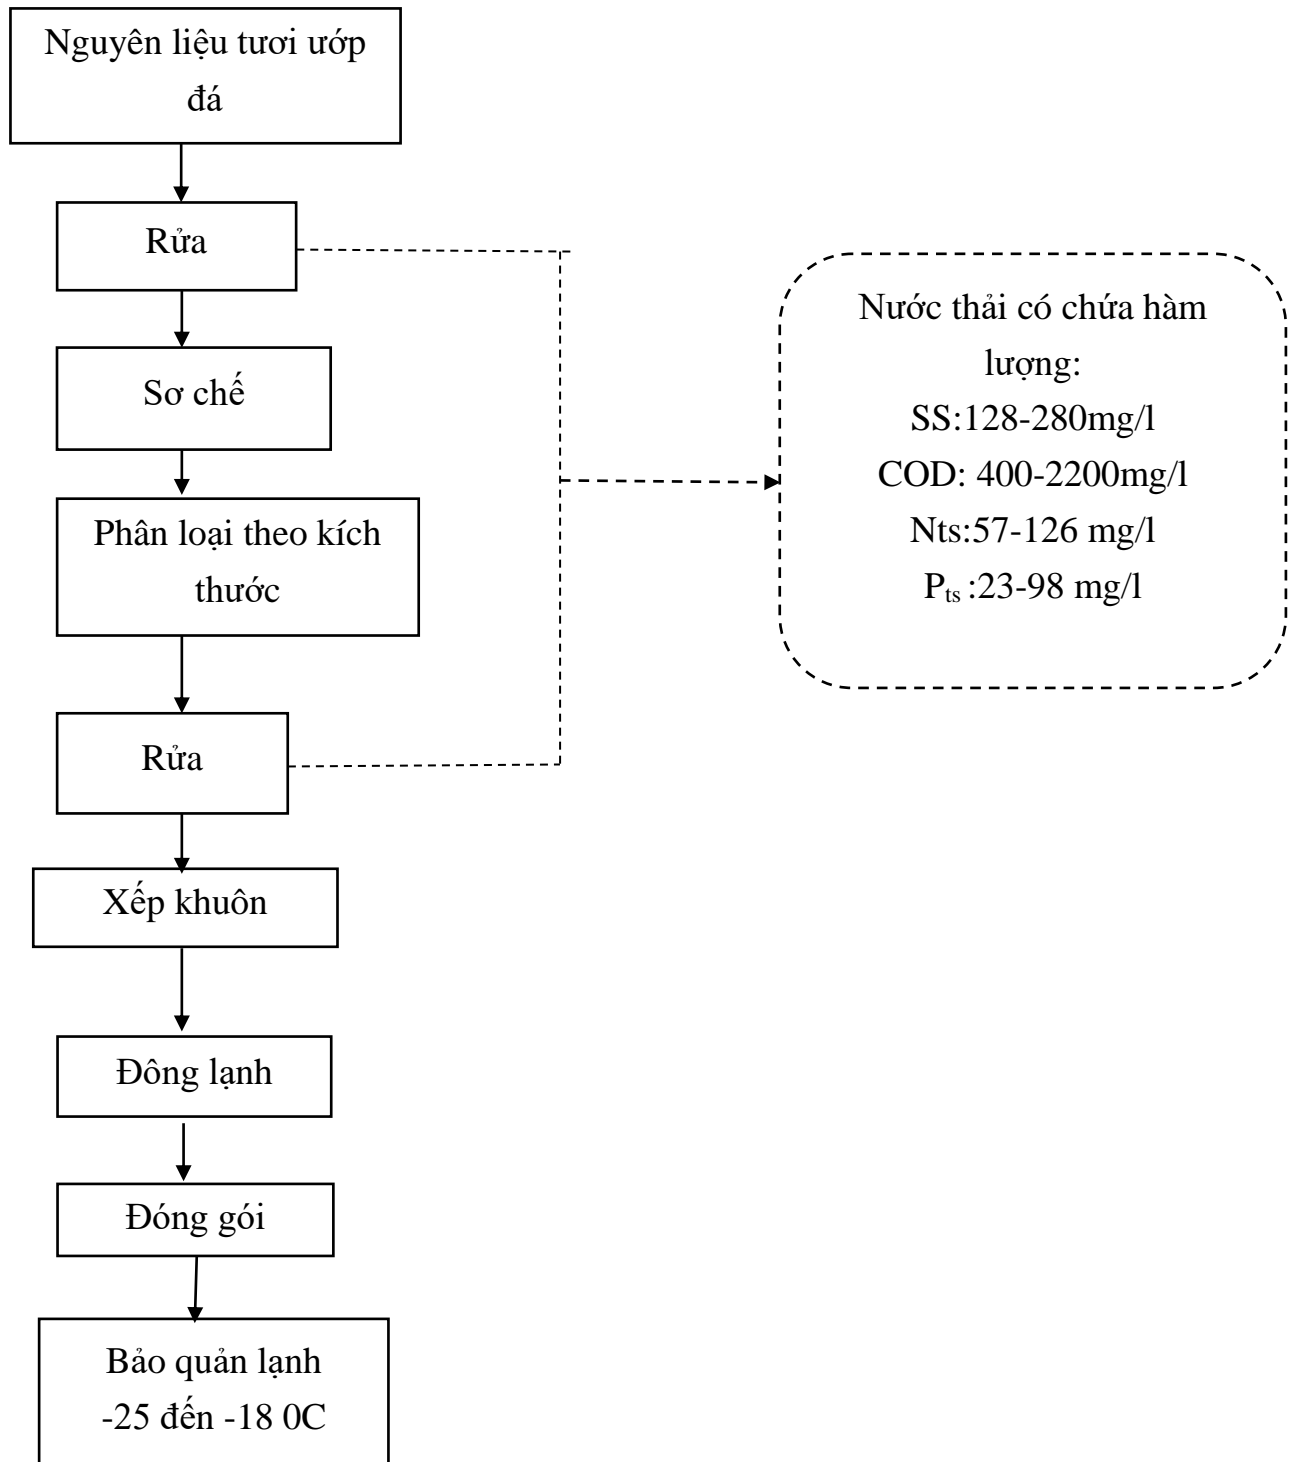 Nguyên liệu tươi ướp
đá
Rửa
Sơ chế
Phân loại theo kích
thước
Rửa
Xếp khuôn
Đông lạnh
Đóng gói
Bảo quản lạnh
-25 đến -18 0C
Nước thải có chứa hàm
lượng:
SS:128-280mg/l
COD: 400-2200mg/l
Nts:57-126 mg/l
Pts :23-98 mg/l